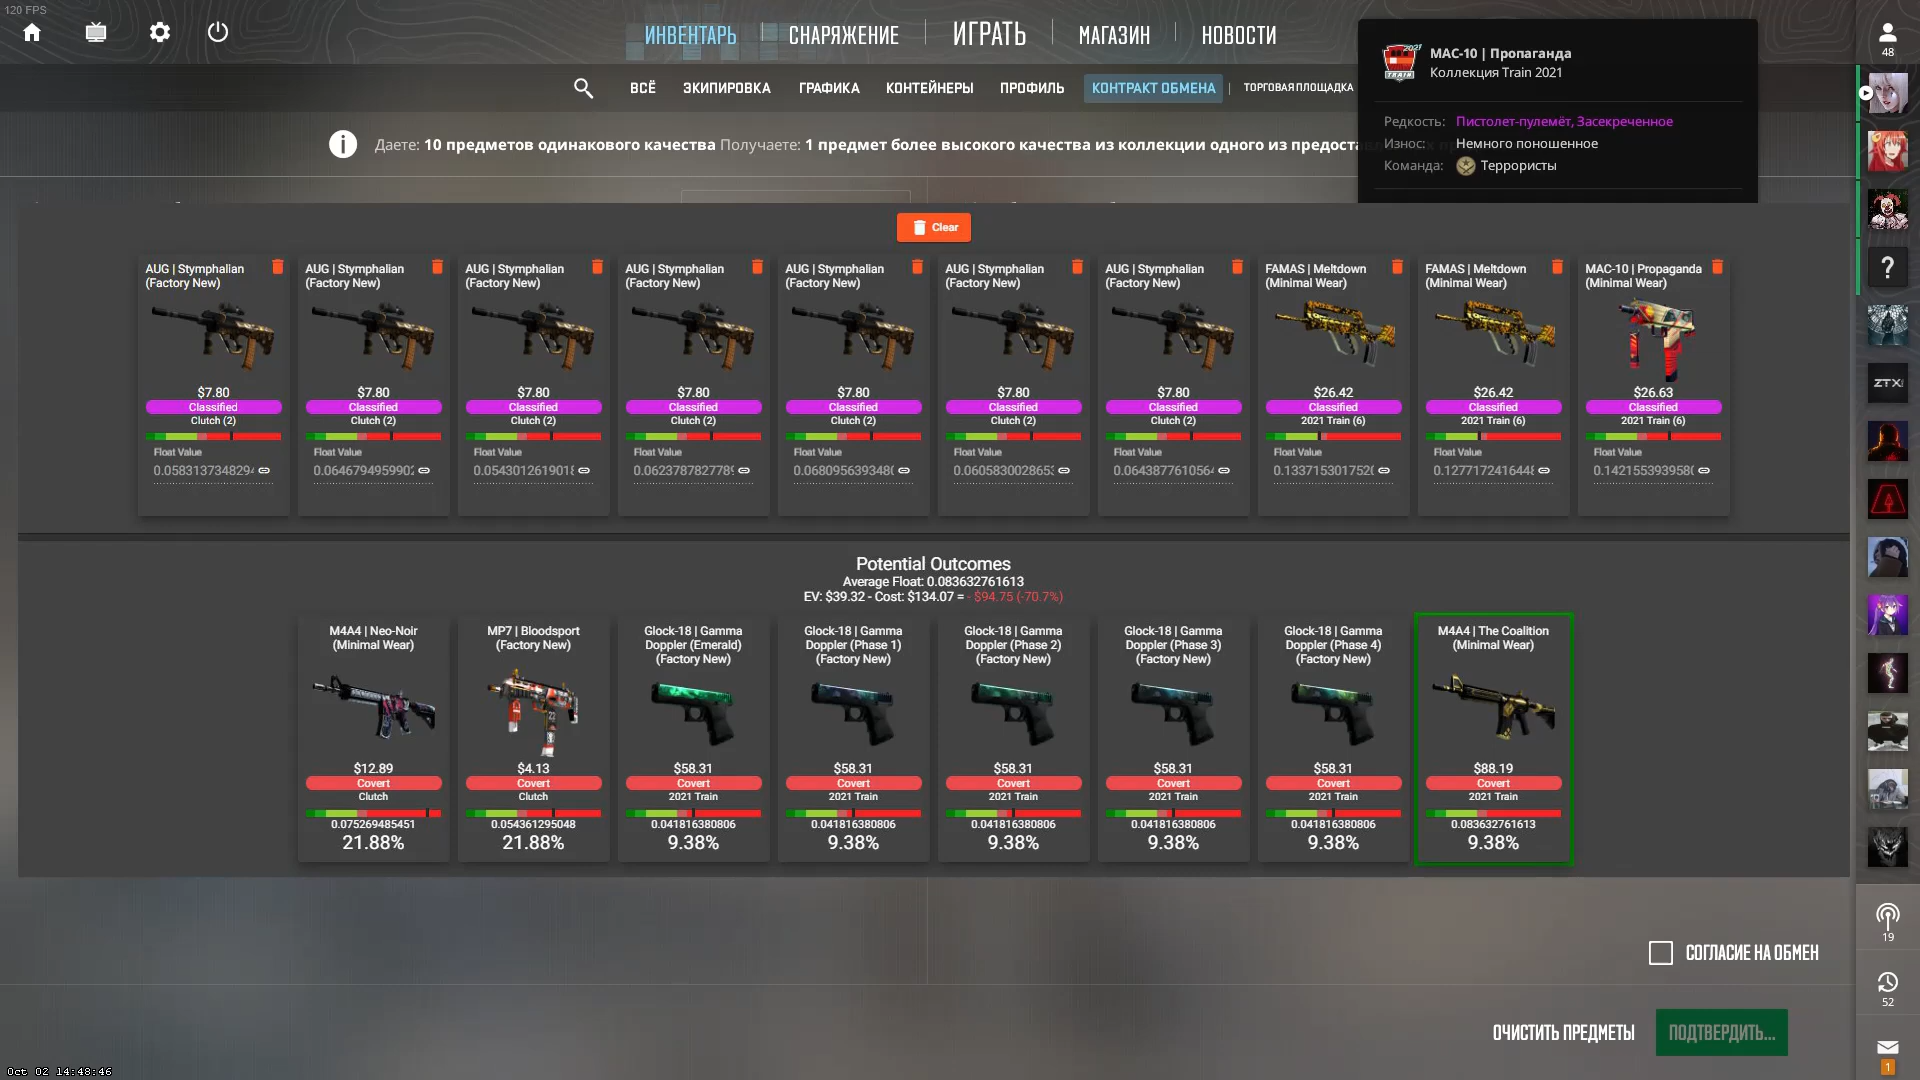 120 FPS
ИНВЕНТАРЬ
СНАРЯЖЕНИЕ
ИГРАТЬ
МАГАЗИН
НОВОСТИ
48
ВСЁ
ЭКИПИРОВКА
ГРАФИКА
КОНТЕЙНЕРЫ
ПРОФИЛЬ
КОНТРАКТ ОБМЕНА
ТОРГОВАЯ ПЛОЩАДКА
TRAIN 2021
MAC-10 | Пропаганда
Коллекция Train 2021
Редкость: Пистолет-пулемёт, Засекреченное
Износ: Немного поношенное
Команда: Террористы
Даете: 10 предметов одинакового качества Получаете: 1 предмет более высокого качества из коллекции одного из
Clear
AUG | Stymphalian
(Factory New)
$7.80
Classified
Clutch (2)
Float Value
0.0583137348294
AUG | Stymphalian
(Factory New)
$7.80
Classified
Clutch (2)
Float Value
0.0646794959902
AUG | Stymphalian
(Factory New)
$7.80
Classified
Clutch (2)
Float Value
0.0543012619018
AUG | Stymphalian
(Factory New)
$7.80
Classified
Clutch (2)
Float Value
0.0623787827789
AUG | Stymphalian
(Factory New)
$7.80
Classified
Clutch (2)
Float Value
0.0680956393480
AUG | Stymphalian
(Factory New)
$7.80
Classified
Clutch (2)
Float Value
0.0605830028653
AUG | Stymphalian
(Factory New)
$7.80
Classified
Clutch (2)
Float Value
0.0643877610564
FAMAS | Meltdown
(Minimal Wear)
$26.42
Classified
2021 Train (6)
Float Value
0.1337153017520
FAMAS | Meltdown
(Minimal Wear)
$26.42
Classified
2021 Train (6)
Float Value
0.1277172416448
MAC-10 | Propaganda
(Minimal Wear)
$26.63
Classified
2021 Train (6)
Float Value
0.1421553939580
Potential Outcomes
Average Float: 0.083632761613
EV: $39.32 - Cost: $134.07 = - $94.75 (-70.7%)
M4A4 | Neo-Noir
(Minimal Wear)
$12.89
Covert
Clutch
0.075269485451
21.88%
MP7 | Bloodsport
(Factory New)
$4.13
Covert
Clutch
0.054361295048
21.88%
Glock-18 | Gamma
Doppler (Emerald)
(Factory New)
$58.31
Covert
2021 Train
0.041816380806
9.38%
Glock-18 | Gamma
Doppler (Phase 1)
(Factory New)
$58.31
Covert
2021 Train
0.041816380806
9.38%
Glock-18 | Gamma
Doppler (Phase 2)
(Factory New)
$58.31
Covert
2021 Train
0.041816380806
9.38%
Glock-18 | Gamma
Doppler (Phase 3)
(Factory New)
$58.31
Covert
2021 Train
0.041816380806
9.38%
Glock-18 | Gamma
Doppler (Phase 4)
(Factory New)
$58.31
Covert
2021 Train
0.041816380806
9.38%
M4A4 | The Coalition
(Minimal Wear)
$88.19
Covert
2021 Train
0.083632761613
9.38%
?
ZTX
19
52
1
СОГЛАСИЕ НА ОБМЕН
ОЧИСТИТЬ ПРЕДМЕТЫ
ПОДТВЕРДИТЬ...
Oct 02 14:48:46